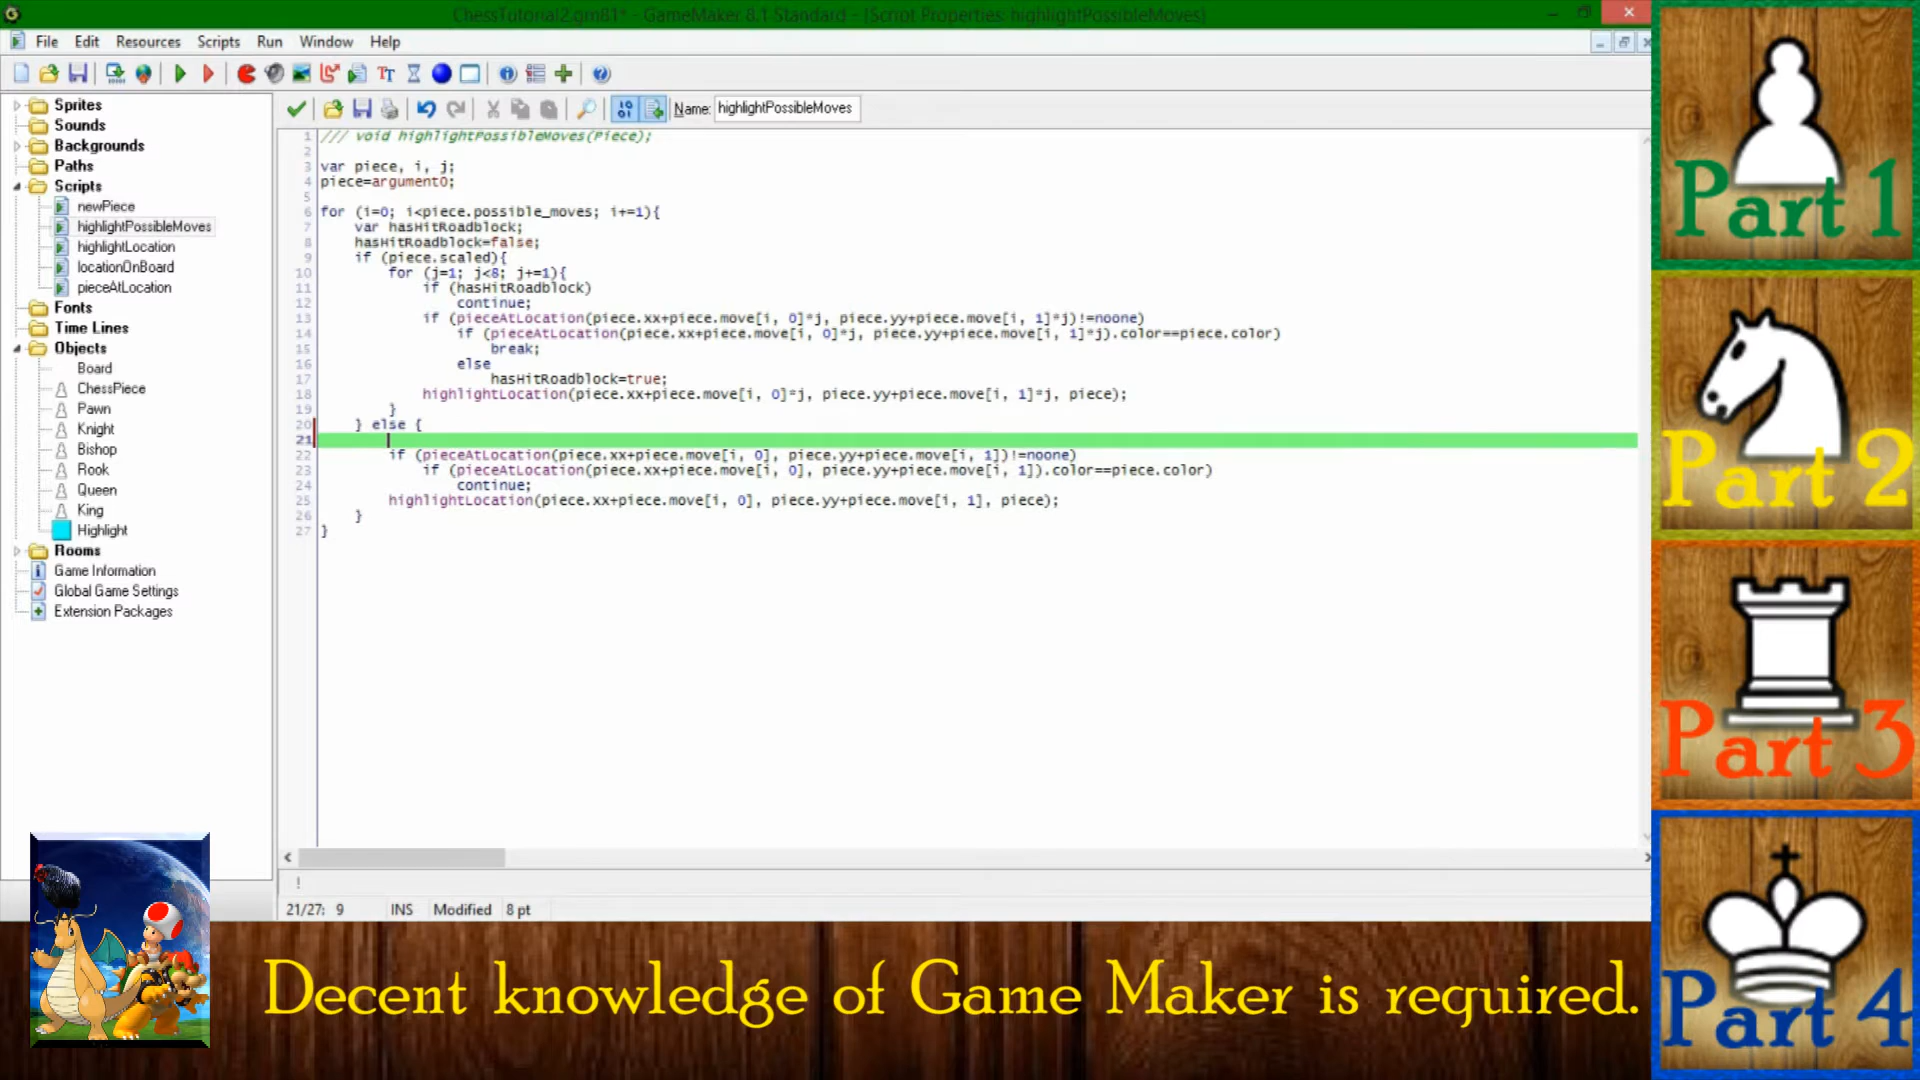 ChessTutorial2.gm81* - GameMaker 8.1 Standard - [Script Properties: highlightPossibleMoves]
File Edit Resources Scripts Run Window Help
Name: highlightPossibleMoves
Sprites
Sounds
Backgrounds
Paths
Scripts
newPiece
highlightPossibleMoves
highlightLocation
locationOnBoard
pieceAtLocation
Fonts
Time Lines
Objects
Board
ChessPiece
Pawn
Knight
Bishop
Rook
Queen
King
Highlight
Rooms
Game Information
Global Game Settings
Extension Packages
1 /// void highlightPossibleMoves(Piece);
2
3 var piece, i, j;
4 piece=argument0;
5
6 for (i=0; i<piece.possible_moves; i+=1){
7 var hasHitRoadblock;
8 hasHitRoadblock=false;
9 if (piece.scaled){
10 for (j=1; j<8; j+=1){
11 if (hasHitRoadblock)
12 continue;
13 if (pieceAtLocation(piece.xx+piece.move[i, 0]*j, piece.yy+piece.move[i, 1]*j)!=noone)
14 if (pieceAtLocation(piece.xx+piece.move[i, 0]*j, piece.yy+piece.move[i, 1]*j).color==piece.color)
15 break;
16 else
17 hasHitRoadblock=true;
18 highlightLocation(piece.xx+piece.move[i, 0]*j, piece.yy+piece.move[i, 1]*j, piece);
19 }
20 } else {
21
22 if (pieceAtLocation(piece.xx+piece.move[i, 0], piece.yy+piece.move[i, 1])!=noone)
23 if (pieceAtLocation(piece.xx+piece.move[i, 0], piece.yy+piece.move[i, 1]).color==piece.color)
24 continue;
25 highlightLocation(piece.xx+piece.move[i, 0], piece.yy+piece.move[i, 1], piece);
26 }
27 }
21/27: 9 INS Modified 8 pt
Part 1
Part 2
Part 3
Part 4
Decent knowledge of Game Maker is required.